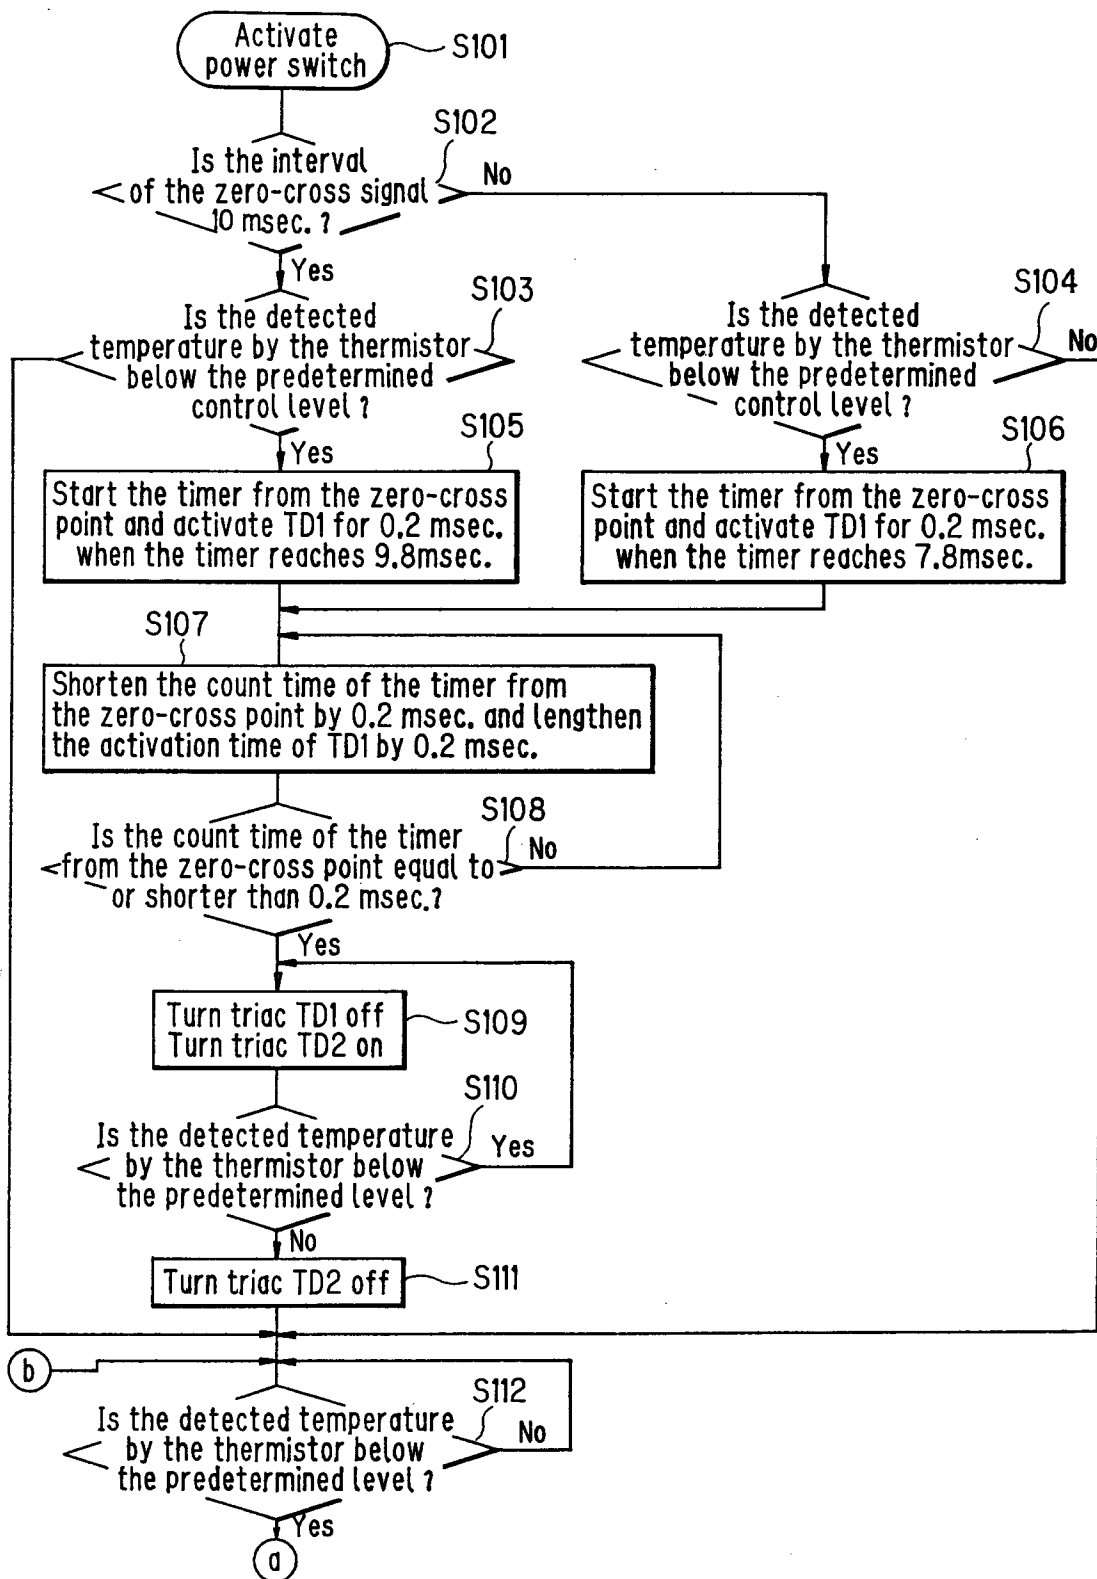 Activate
power switch
S101
S102
Is the interval
of the zero-cross signal
10 msec. ?
No
Yes
S103
Is the detected
temperature by the thermistor
below the predetermined
control level ?
Yes
S104
Is the detected
temperature by the thermistor
below the predetermined
control level ?
No
Yes
S105
Start the timer from the zero-cross
point and activate TD1 for 0.2 msec.
when the timer reaches 9.8msec.
S106
Start the timer from the zero-cross
point and activate TD1 for 0.2 msec.
when the timer reaches 7.8msec.
S107
Shorten the count time of the timer from
the zero-cross point by 0.2 msec. and lengthen
the activation time of TD1 by 0.2 msec.
S108
Is the count time of the timer
from the zero-cross point equal to
or shorter than 0.2 msec.?
No
Yes
Turn triac TD1 off
Turn triac TD2 on
S109
S110
Is the detected temperature
by the thermistor below
the predetermined level ?
Yes
No
Turn triac TD2 off
S111
b
S112
Is the detected temperature
by the thermistor below
the predetermined level ?
No
Yes
a